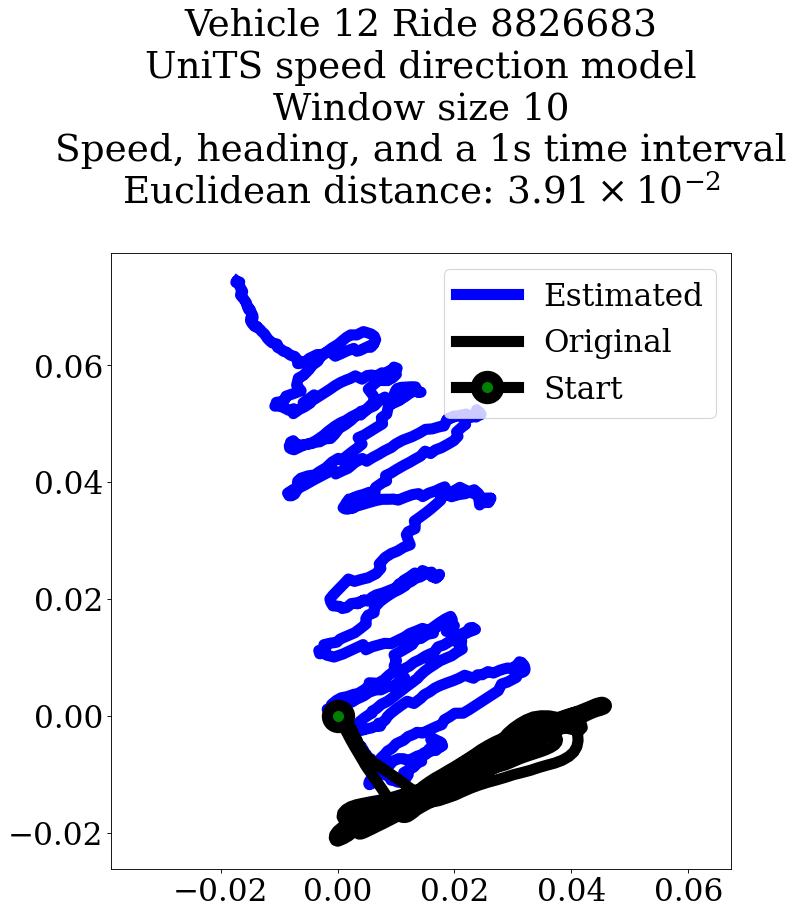 Vehicle 12 Ride 8826683
UniTS speed direction model
Window size 10
Speed, heading, and a 1s time interval
Euclidean distance: 3.91 × 10⁻²
Estimated
Original
Start
0.06
0.04
0.02
0.00
−0.02
−0.02 0.00 0.02 0.04 0.06